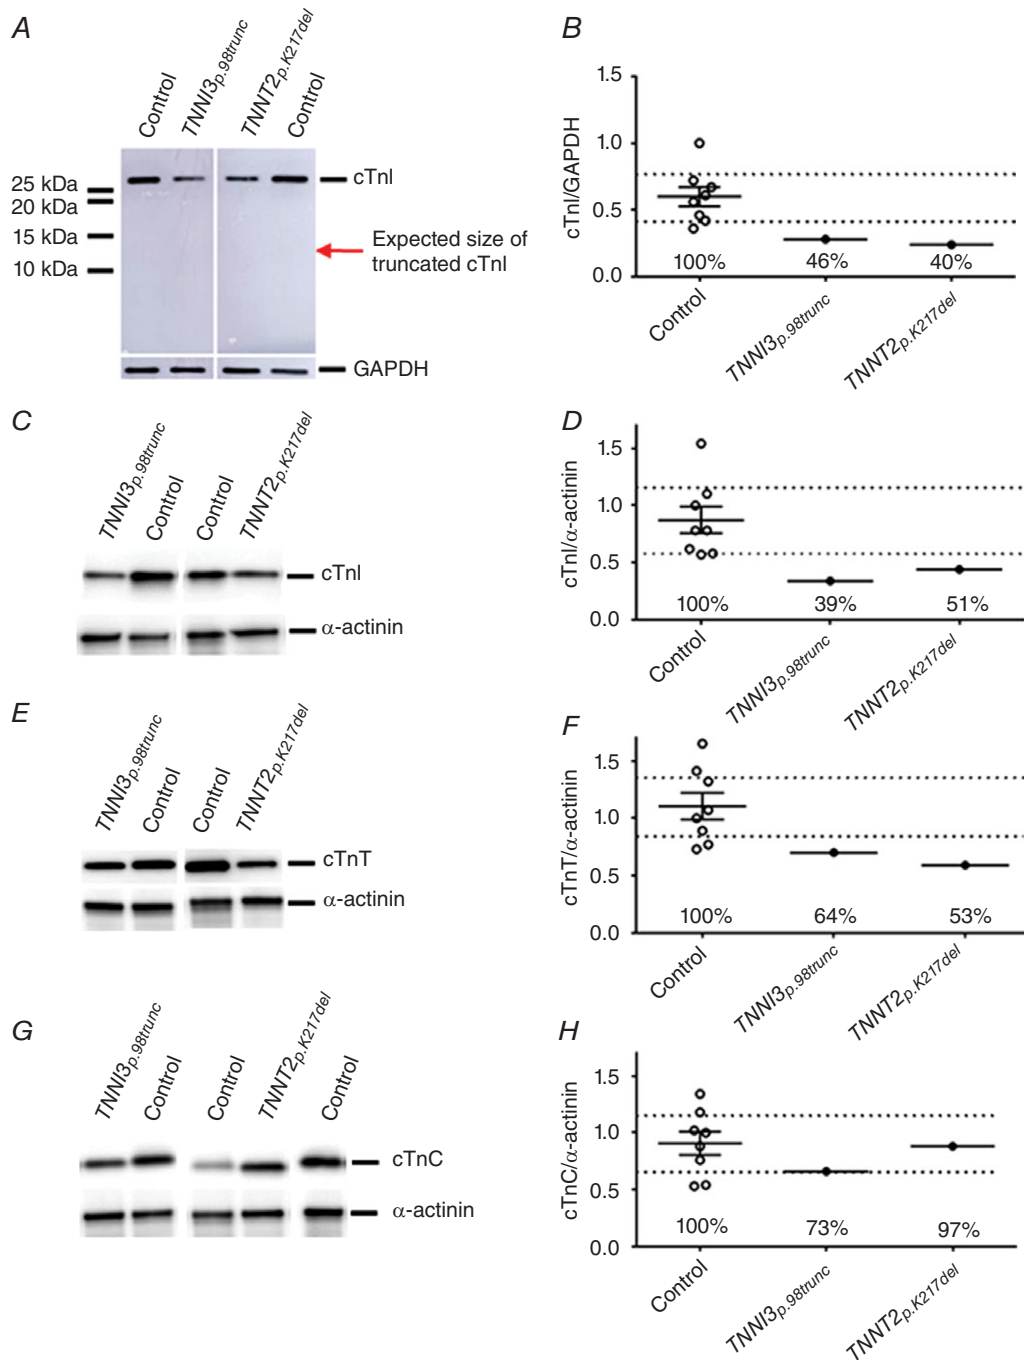 A
Control
TNNI3p.98trunc
TNNT2p.K217del
Control
25 kDa
20 kDa
15 kDa
10 kDa
cTnI
Expected size of
truncated cTnI
GAPDH
B
cTnI/GAPDH
1.5
1.0
0.5
0.0
100%
46%
40%
Control
TNNI3p.98trunc
TNNT2p.K217del
C
TNNI3p.98trunc
Control
Control
TNNT2p.K217del
cTnI
α-actinin
D
cTnI/α-actinin
1.5
1.0
0.5
0.0
100%
39%
51%
Control
TNNI3p.98trunc
TNNT2p.K217del
E
TNNI3p.98trunc
Control
Control
TNNT2p.K217del
cTnT
α-actinin
F
cTnT/α-actinin
1.5
1.0
0.5
0.0
100%
64%
53%
Control
TNNI3p.98trunc
TNNT2p.K217del
G
TNNI3p.98trunc
Control
Control
TNNT2p.K217del
Control
cTnC
α-actinin
H
cTnC/α-actinin
1.5
1.0
0.5
0.0
100%
73%
97%
Control
TNNI3p.98trunc
TNNT2p.K217del